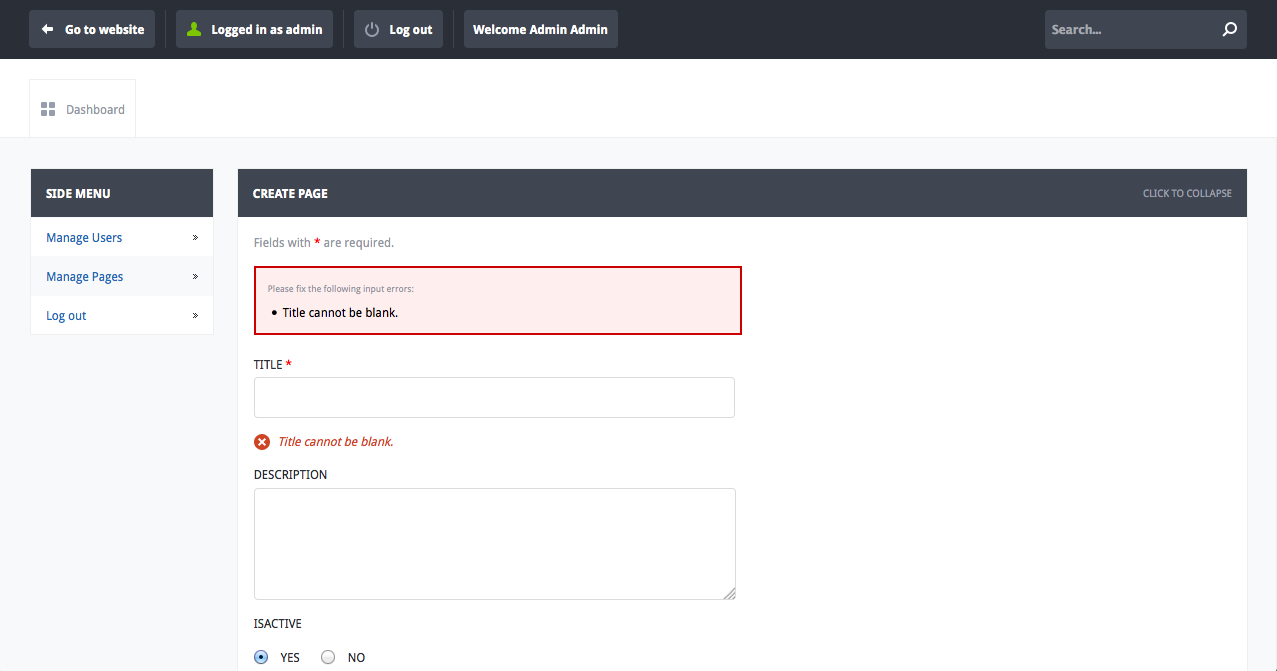 Go to website
Logged in as admin
Log out
Welcome Admin Admin
Search...
Dashboard
SIDE MENU
Manage Users »
Manage Pages »
Log out »
CREATE PAGE
CLICK TO COLLAPSE
Fields with * are required.
Please fix the following input errors:
• Title cannot be blank.
TITLE *
Title cannot be blank.
DESCRIPTION
ISACTIVE
YES
NO